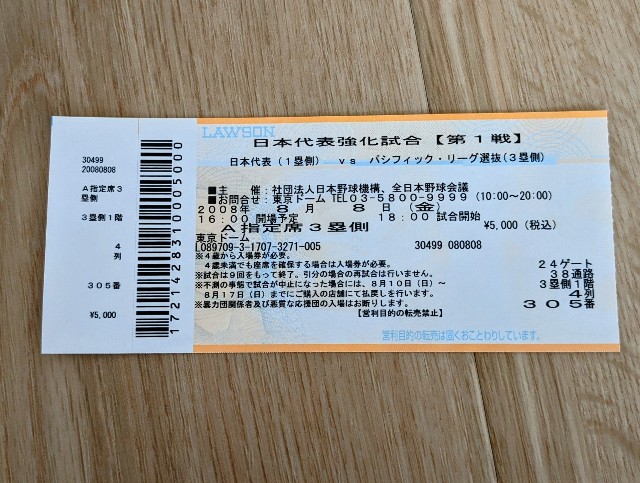 30499
20080808
A指定席3
塁側
3塁側1階
4
列
305番
¥5,000
17214283100005000
LAWSON
日本代表強化試合【第1戦】
日本代表(1塁側) vs パシフィック・リーグ選抜(3塁側)
■主 催:社団法人日本野球機構、全日本野球会議
■お問合せ:東京ドーム TEL03-5800-9999 (10:00~20:00)
2008年 8月 8日 (金)
16:00 開場予定 18:00 試合開始
A指定席3塁側 ¥5,000(税込)
東京ドーム
L089709-3-1707-3271-005 30499 080808
※4歳から入場券が必要。
4歳未満でも座席を確保する場合は入場券が必要。
※試合は9回をもって終了。引分の場合の再試合は行いません。
※不測の事態で試合が中止になった場合には、8月10日(日)~
8月17日(日)までにご購入の店舗にて払戻しを行います。
※暴力団関係者及び悪質な応援団の入場はお断りします。
【営利目的の転売禁止】
24ゲート
38通路
3塁側1階
4列
305番
営利目的の転売は固くおことわりしています。